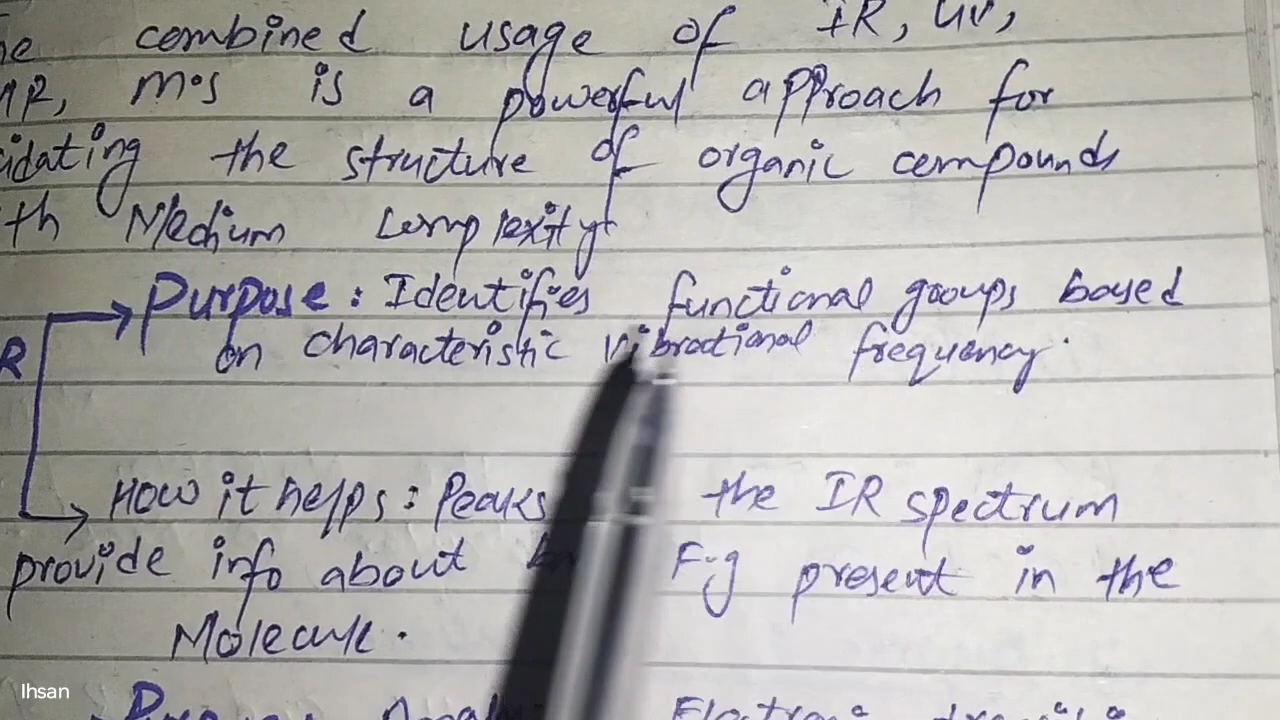 combined usage of IR, UV,
M.S is a powerful approach for
the structure of organic compounds
Medium complexity
Purpose : Identifies functional groups based
on characteristic vibrational frequency.
R
How it helps : Peaks the IR spectrum
provide info about F.g present in the
Molecule.
Ihsan